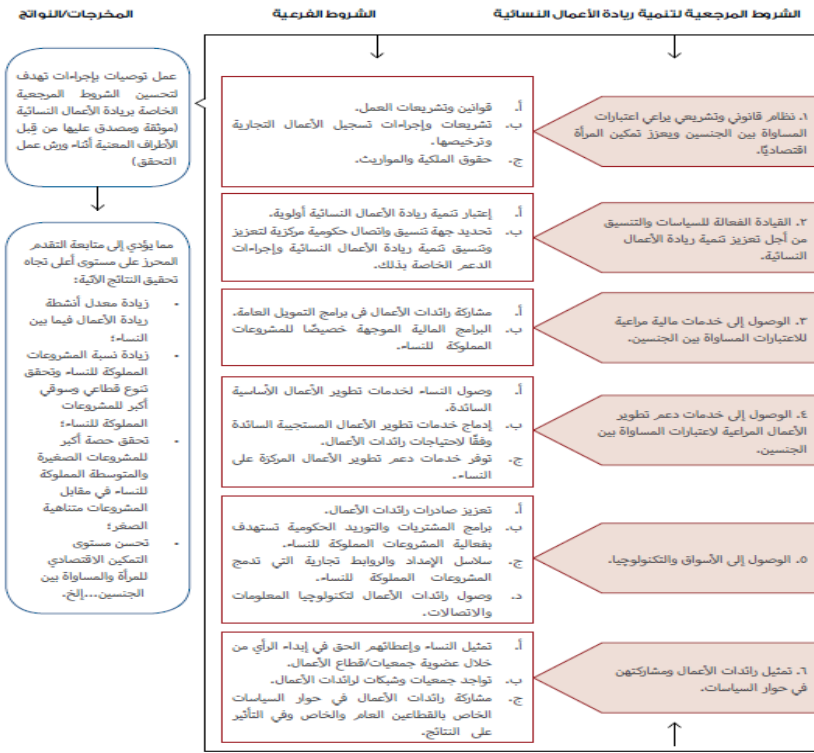 الشروط المرجعية لتنمية ريادة الأعمال النسائية
الشروط الفرعية
المخرجات/النواتج
١. نظام قانوني وتشريعي يراعي اعتبارات
المساواة بين الجنسين ويعزز تمكين المرأة
اقتصاديًا.
أ. قوانين وتشريعات العمل.
ب. تشريعات وإجراءات تسجيل الأعمال التجارية
وترخيصها.
ج. حقوق الملكية والمواريث.
٢. القيادة الفعالة للسياسات والتنسيق
من أجل تعزيز تنمية ريادة الأعمال
النسائية.
أ. إعتبار تنمية ريادة الأعمال النسائية أولوية.
ب. تحديد جهة تنسيق واتصال حكومية مركزية لتعزيز
وتنسيق تنمية ريادة الأعمال النسائية وإجراءات
الدعم الخاصة بذلك.
٣. الوصول إلى خدمات مالية مراعية
للاعتبارات المساواة بين الجنسين.
أ. مشاركة رائدات الأعمال في برامج التمويل العامة.
ب. البرامج المالية الموجهة خصيصًا للمشروعات
المملوكة للنساء.
٤. الوصول إلى خدمات دعم تطوير
الأعمال المراعية لاعتبارات المساواة بين
الجنسين.
أ. وصول النساء لخدمات تطوير الأعمال الأساسية
السائدة.
ب. إدماج خدمات تطوير الأعمال المستجيبة السائدة
وفقًا لاحتياجات رائدات الأعمال.
ج. توفر خدمات دعم تطوير الأعمال المركزة على
النساء.
٥. الوصول إلى الأسواق والتكنولوچيا.
أ. تعزيز صادرات رائدات الأعمال.
ب. برامج المشتريات والتوريد الحكومية تستهدف
بفعالية المشروعات المملوكة للنساء.
ج. سلاسل الإمداد والروابط تجارية التي تدمج
المشروعات المملوكة للنساء.
د. وصول رائدات الأعمال لتكنولوچيا المعلومات
والاتصالات.
٦. تمثيل رائدات الأعمال ومشاركتهن
في حوار السياسات.
أ. تمثيل النساء وإعطائهم الحق في إبداء الرأي من
خلال عضوية جمعيات/قطاع الأعمال.
ب. تواجد جمعيات وشبكات لرائدات الأعمال.
ج. مشاركة رائدات الأعمال في حوار السياسات
الخاص بالقطاعين العام والخاص وفي التأثير
على النتائج.
عمل توصيات بإجراءات تهدف
لتحسين الشروط المرجعية
الخاصة بريادة الأعمال النسائية
(موثقة ومصدق عليها من قِبل
الأطراف المعنية أثناء ورش عمل
التحقق)
مما يؤدي إلى متابعة التقدم
المحرز على مستوى أعلى تجاه
تحقيق النتائج الآتية:
- زيادة معدل أنشطة
ريادة الأعمال فيما بين
النساء؛
- زيادة نسبة المشروعات
المملوكة للنساء وتحقق
تنوع قطاعي وسوقي
أكبر للمشروعات
المملوكة للنساء؛
- تحقق حصة أكبر
للمشروعات الصغيرة
والمتوسطة المملوكة
للنساء في مقابل
المشروعات متناهية
الصغر؛
- تحسن مستوى
التمكين الاقتصادي
للمرأة والمساواة بين
الجنسين...إلخ.